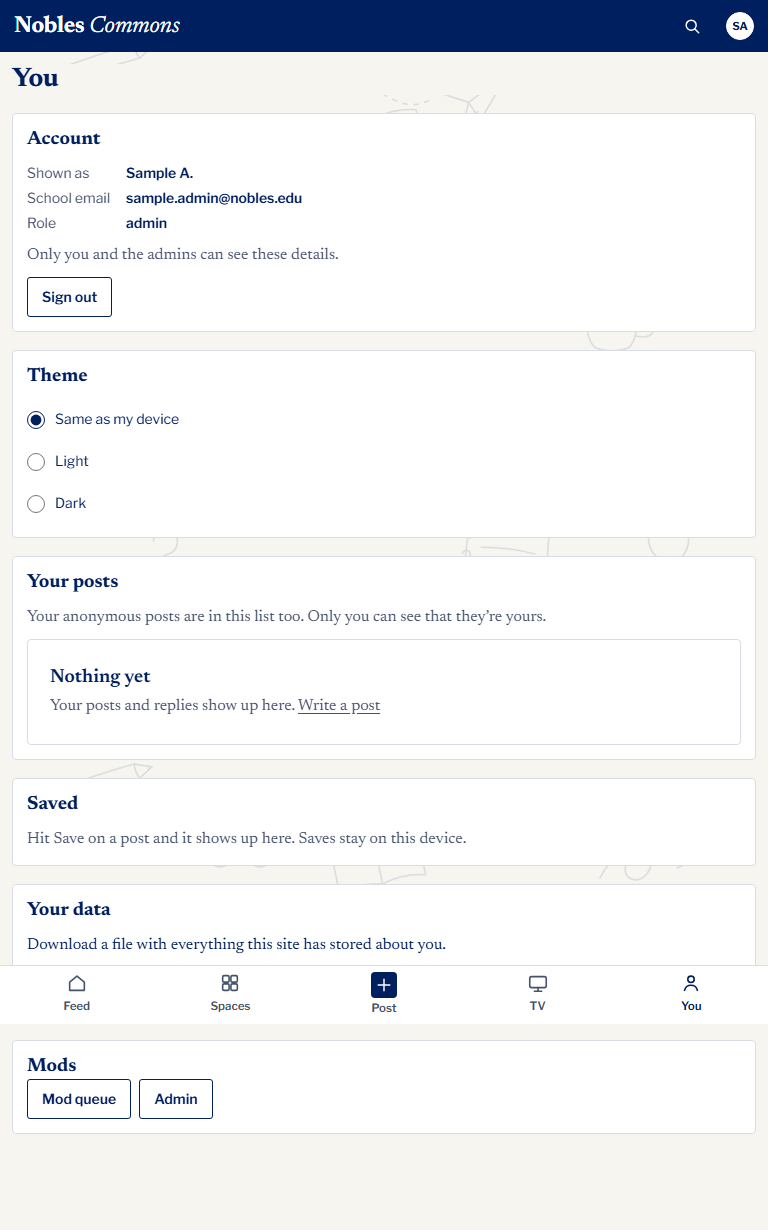 Nobles Commons
SA
You
Account
Shown as Sample A.
School email sample.admin@nobles.edu
Role admin
Only you and the admins can see these details.
Sign out
Theme
Same as my device
Light
Dark
Your posts
Your anonymous posts are in this list too. Only you can see that they’re yours.
Nothing yet
Your posts and replies show up here. Write a post
Saved
Hit Save on a post and it shows up here. Saves stay on this device.
Your data
Download a file with everything this site has stored about you.
Feed Spaces Post TV You
Mods
Mod queue Admin